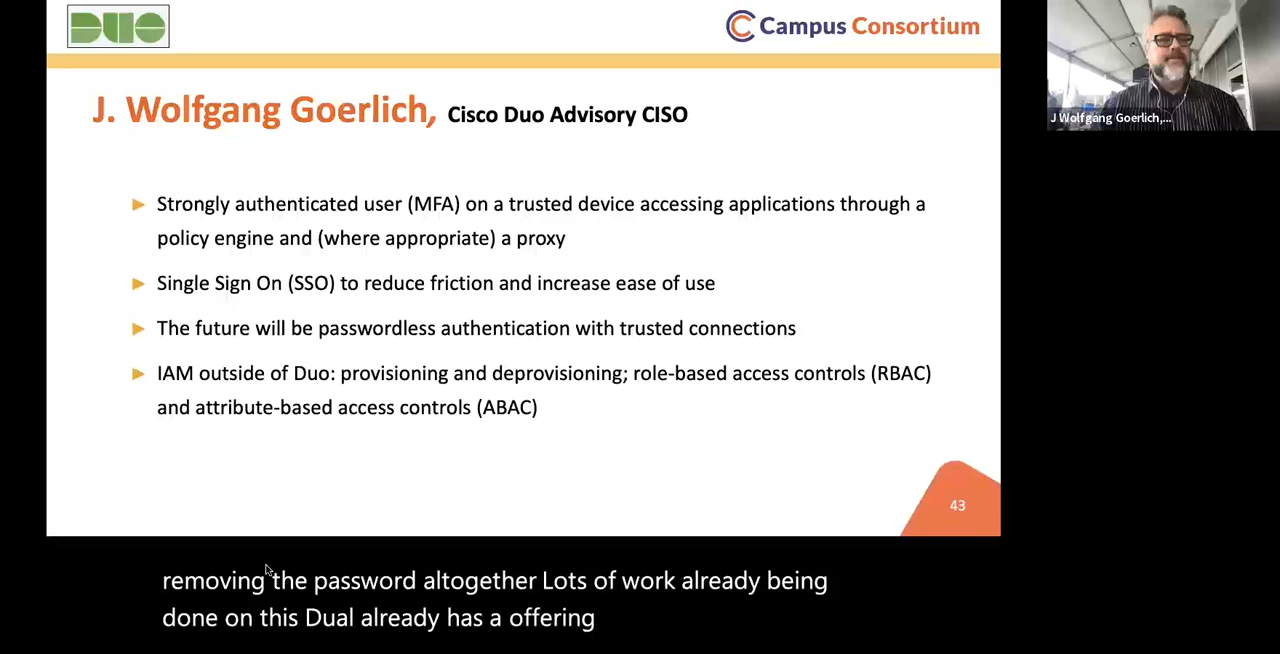 DUO
Campus Consortium
J. Wolfgang Goerlich, Cisco Duo Advisory CISO
Strongly authenticated user (MFA) on a trusted device accessing applications through a
policy engine and (where appropriate) a proxy
Single Sign On (SSO) to reduce friction and increase ease of use
The future will be passwordless authentication with trusted connections
IAM outside of Duo: provisioning and deprovisioning; role-based access controls (RBAC)
and attribute-based access controls (ABAC)
43
J Wolfgang Goerlich,...
removing the password altogether Lots of work already being
done on this Dual already has a offering